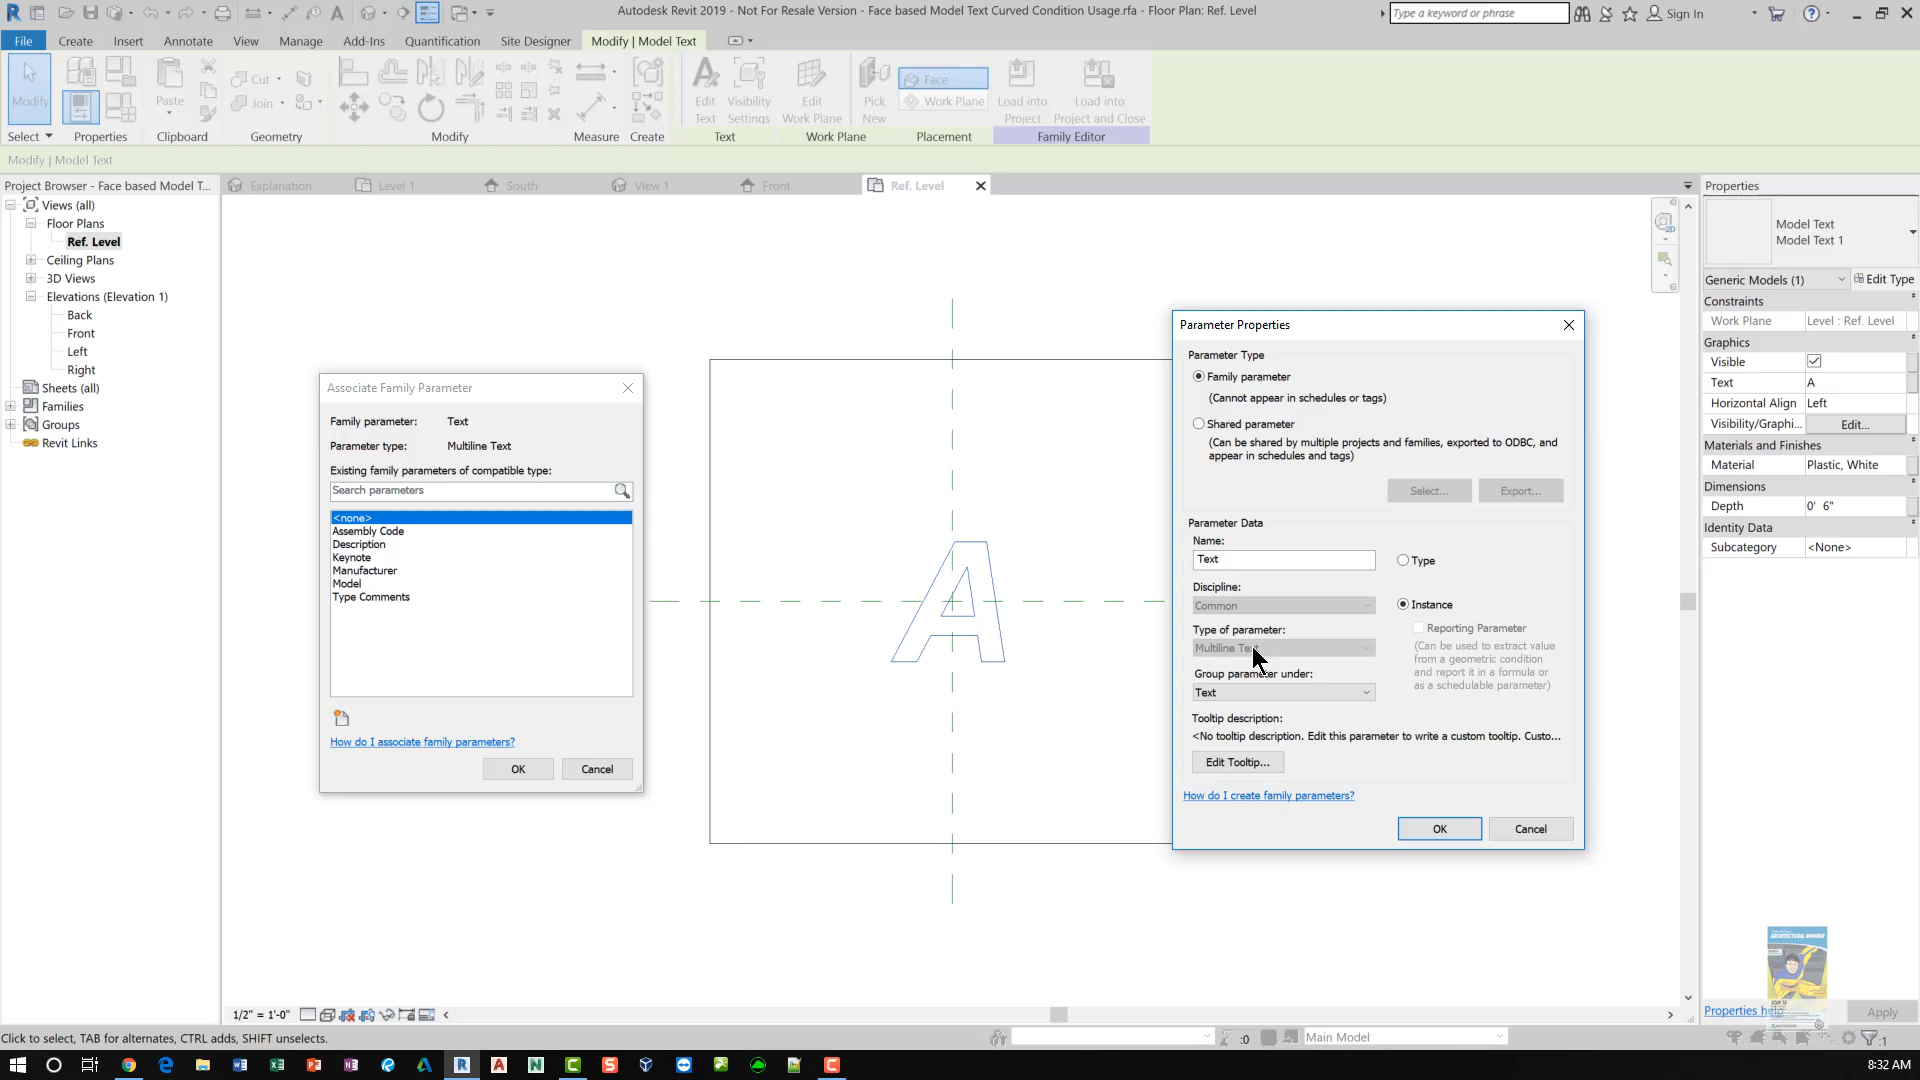 Autodesk Revit 2019 - Not For Resale Version - Face based Model Text Curved Condition Usage.rfa - Floor Plan: Ref. Level
Type a keyword or phrase
Sign In
File
Create
Insert
Annotate
View
Manage
Add-Ins
Quantification
Site Designer
Modify | Model Text
Modify
Paste
Cut
Join
Edit Text
Visibility Settings
Edit Work Plane
Pick New
Face
Work Plane
Load into Project
Load into Project and Close
Select
Properties
Clipboard
Geometry
Modify
Measure
Create
Text
Work Plane
Placement
Family Editor
Modify | Model Text
Project Browser - Face based Model T...
Explanation
Level 1
South
View 1
Front
Ref. Level
Properties
Views (all)
Floor Plans
Ref. Level
Ceiling Plans
3D Views
Elevations (Elevation 1)
Back
Front
Left
Right
Sheets (all)
Families
Groups
Revit Links
Associate Family Parameter
Family parameter: Text
Parameter type: Multiline Text
Existing family parameters of compatible type:
Search parameters
<none>
Assembly Code
Description
Keynote
Manufacturer
Model
Type Comments
How do I associate family parameters?
OK
Cancel
A
Parameter Properties
Parameter Type
Family parameter
(Cannot appear in schedules or tags)
Shared parameter
(Can be shared by multiple projects and families, exported to ODBC, and
appear in schedules and tags)
Select...
Export...
Parameter Data
Name:
Text
Type
Discipline:
Common
Instance
Type of parameter:
Reporting Parameter
Multiline Text
(Can be used to extract value
from a geometric condition
and report it in a formula or
as a schedulable parameter)
Group parameter under:
Text
Tooltip description:
<No tooltip description. Edit this parameter to write a custom tooltip. Custo...
Edit Tooltip...
How do I create family parameters?
OK
Cancel
Model Text
Model Text 1
Generic Models (1)
Edit Type
Constraints
Work Plane Level : Ref. Level
Graphics
Visible
Text A
Horizontal Align Left
Visibility/Graphi... Edit...
Materials and Finishes
Material Plastic, White
Dimensions
Depth 0' 6"
Identity Data
Subcategory <None>
ARCHITECTURAL WONDER
AUTODESK
Properties help
Apply
1/2" = 1'-0"
Click to select, TAB for alternates, CTRL adds, SHIFT unselects.
:0
Main Model
:1
8:32 AM